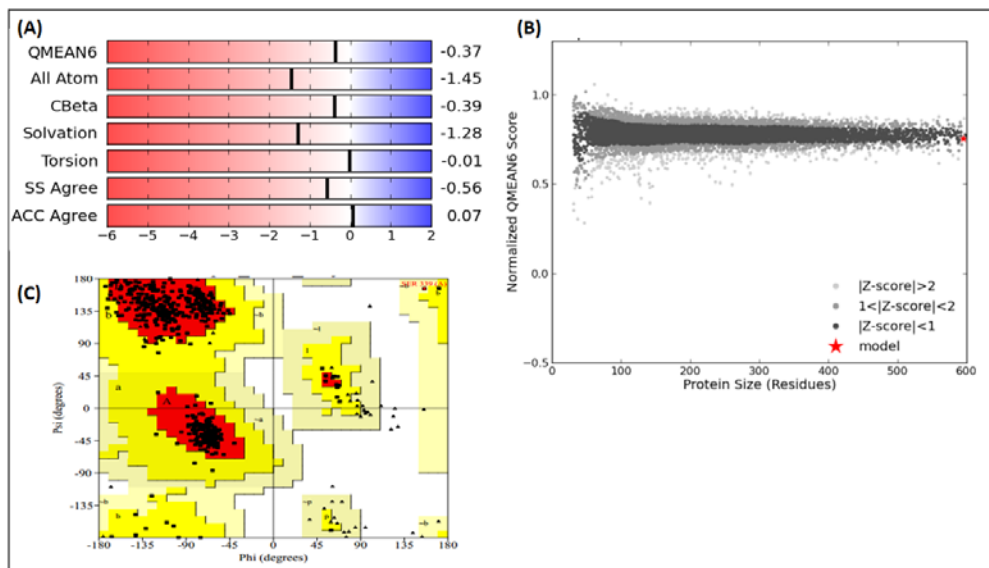 (A)
QMEAN6 -0.37
All Atom -1.45
CBeta -0.39
Solvation -1.28
Torsion -0.01
SS Agree -0.56
ACC Agree 0.07
−6 −5 −4 −3 −2 −1 0 1 2
(B)
Normalized QMEAN6 Score
1.0
0.5
0.0
−0.5
|Z-score|>2
1<|Z-score|<2
|Z-score|<1
model
0 100 200 300 400 500 600
Protein Size (Residues)
(C)
Psi (degrees)
180
135
90
45
0
-45
-90
-135
b
~b
~l
l
a
A
~a
b
~p
p
~b
-180 -135 -90 -45 0 45 90 135 180
Phi (degrees)